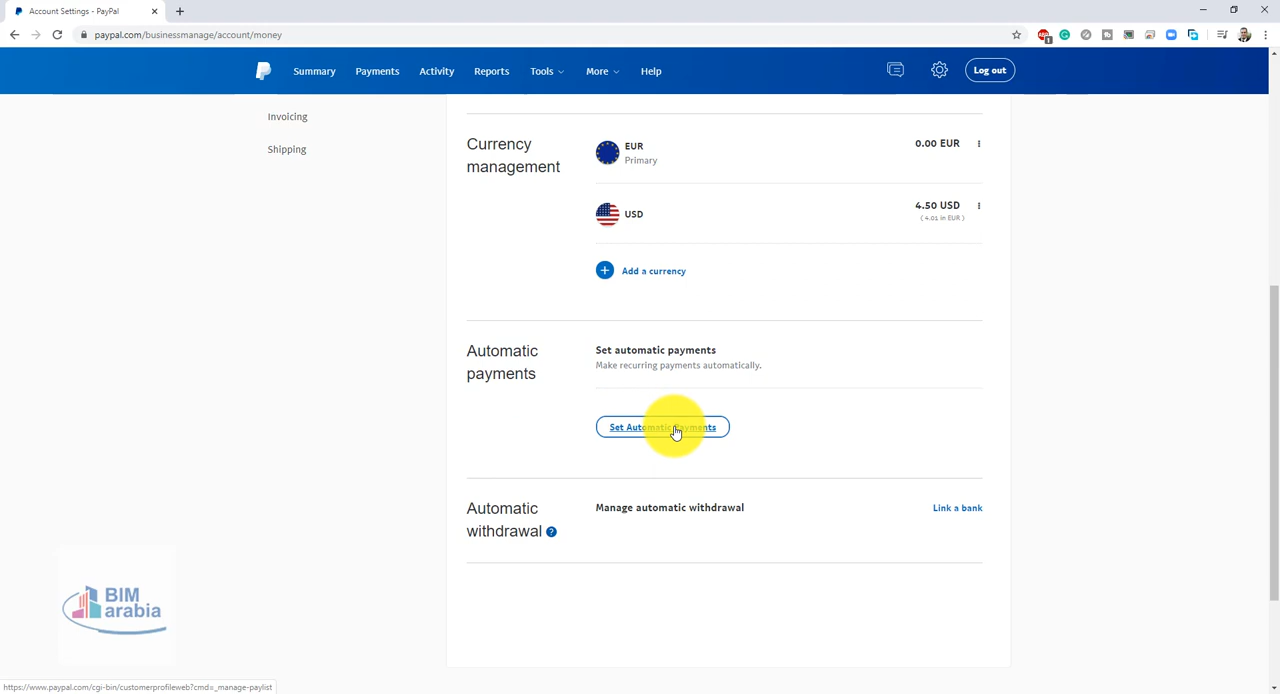 Account Settings - PayPal
paypal.com/businessmanage/account/money
Summary
Payments
Activity
Reports
Tools
More
Help
Log out
Invoicing
Shipping
Currency
management
EUR
Primary
0.00 EUR
USD
4.50 USD
( 4.01 in EUR )
Add a currency
Automatic
payments
Set automatic payments
Make recurring payments automatically.
Set Automatic Payments
Automatic
withdrawal ?
Manage automatic withdrawal
Link a bank
BIM
arabia
https://www.paypal.com/cgi-bin/customerprofileweb?cmd=_manage-paylist